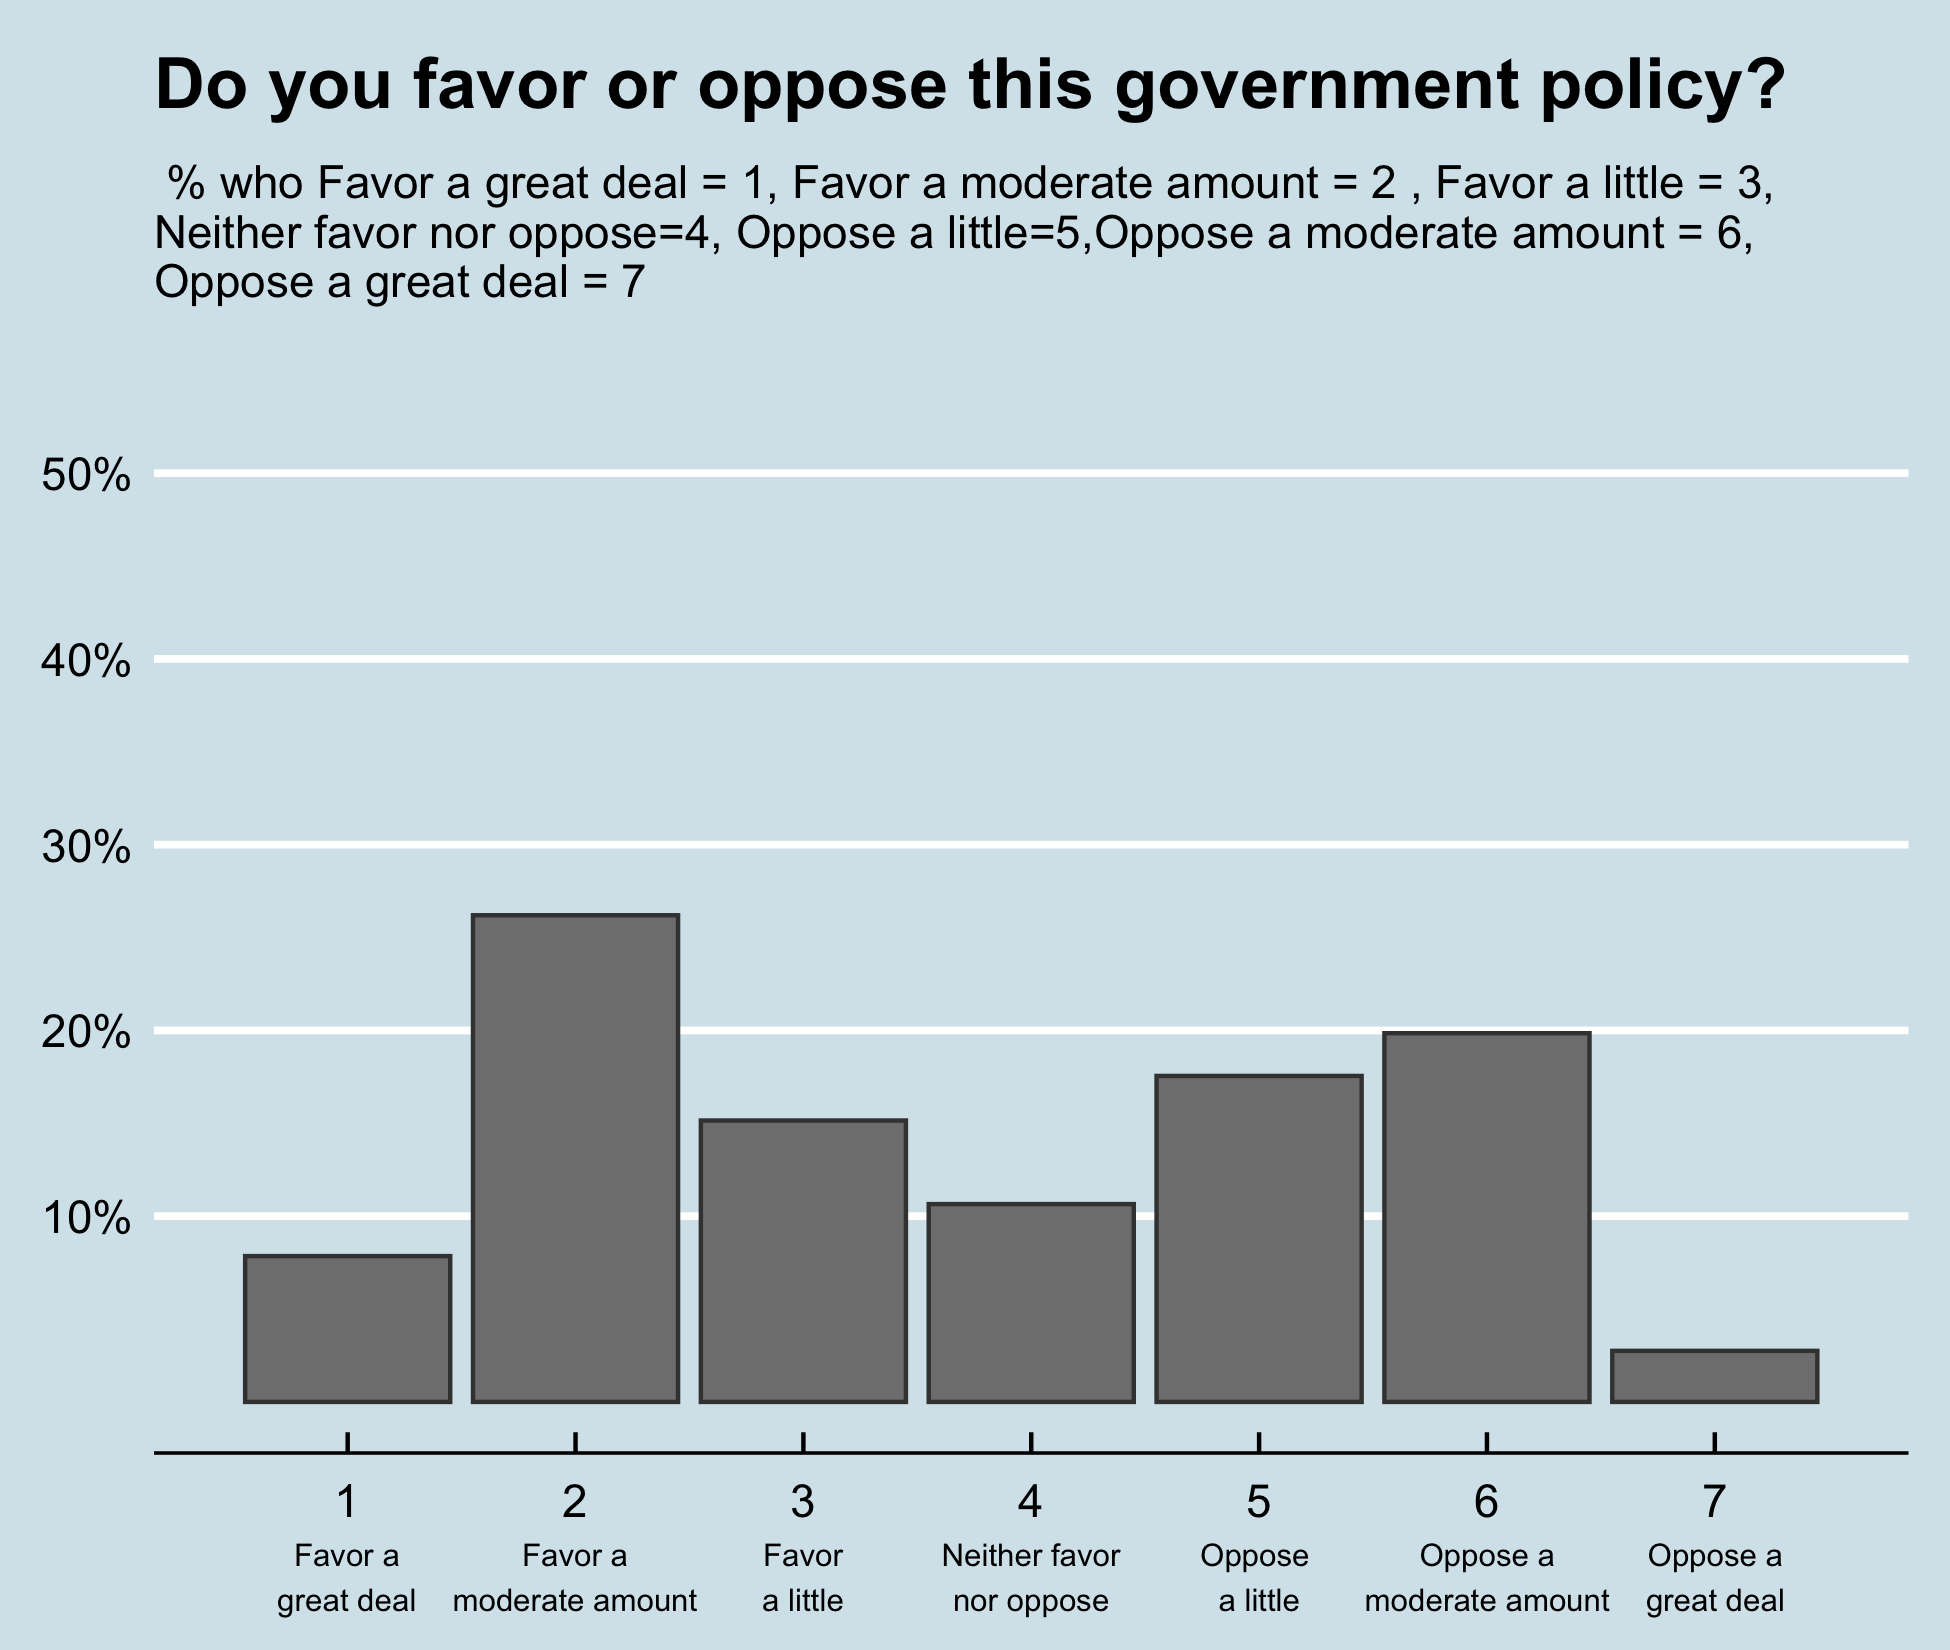 Do you favor or oppose this government policy?
% who Favor a great deal = 1, Favor a moderate amount = 2 , Favor a little = 3,
Neither favor nor oppose=4, Oppose a little=5,Oppose a moderate amount = 6,
Oppose a great deal = 7
50%
40%
30%
20%
10%
1 2 3 4 5 6 7
Favor a Favor a Favor Neither favor Oppose Oppose a Oppose a
great deal moderate amount a little nor oppose a little moderate amount great deal